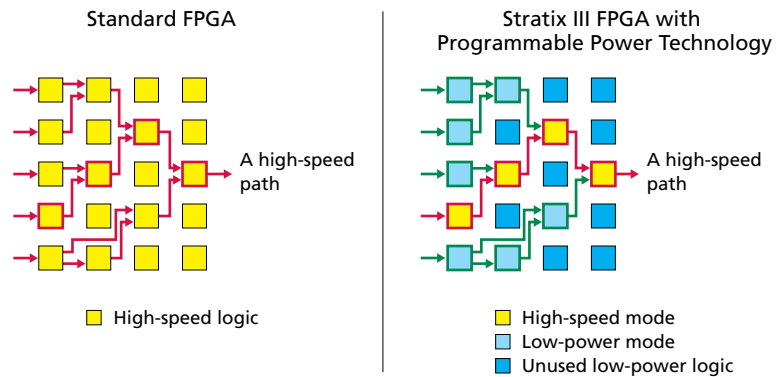 Standard FPGA
A high-speed
path
High-speed logic
Stratix III FPGA with
Programmable Power Technology
A high-speed
path
High-speed mode
Low-power mode
Unused low-power logic